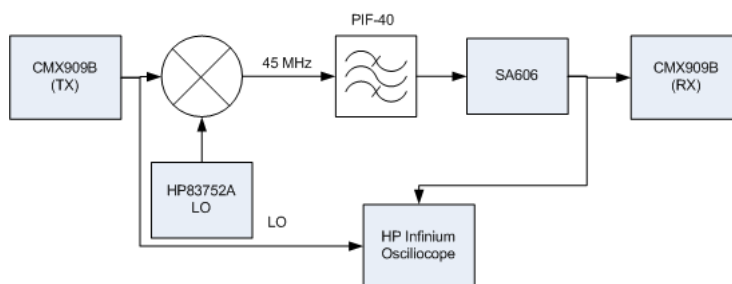 PIF-40
CMX909B
(TX)
45 MHz
SA606
CMX909B
(RX)
HP83752A
LO
LO
HP Infinium
Osciliocope